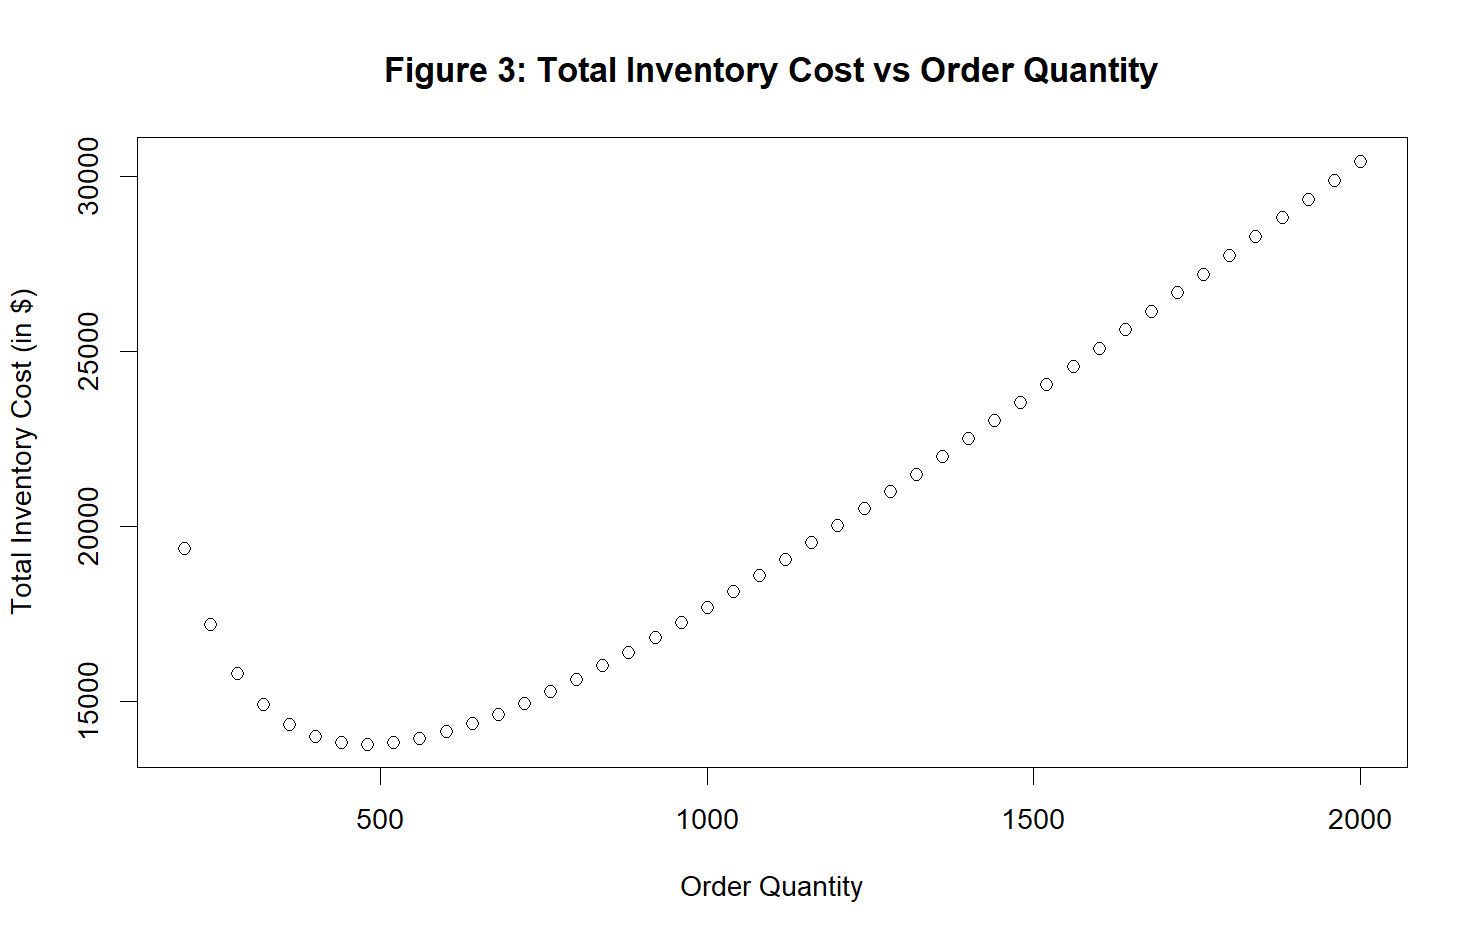 Figure 3: Total Inventory Cost vs Order Quantity
Total Inventory Cost (in $)
30000
25000
20000
15000
500 1000 1500 2000
Order Quantity